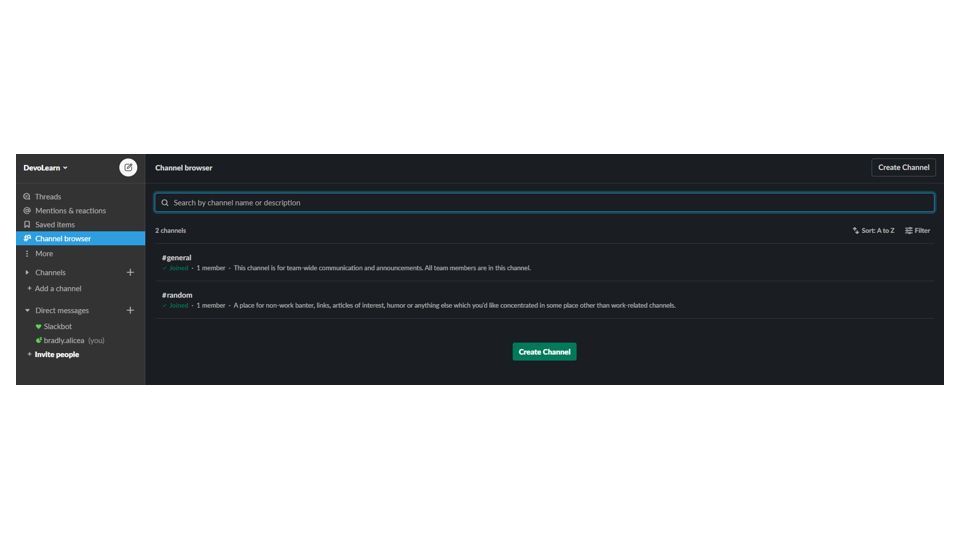 DevoLearn
Channel browser
Create Channel
Threads
Mentions & reactions
Saved items
Channel browser
More
Channels
+ Add a channel
Direct messages
Slackbot
bradly.alicea (you)
+ Invite people
Search by channel name or description
2 channels
Sort: A to Z
Filter
#general
✓ Joined · 1 member · This channel is for team-wide communication and announcements. All team members are in this channel.
#random
✓ Joined · 1 member · A place for non-work banter, links, articles of interest, humor or anything else which you'd like concentrated in some place other than work-related channels.
Create Channel